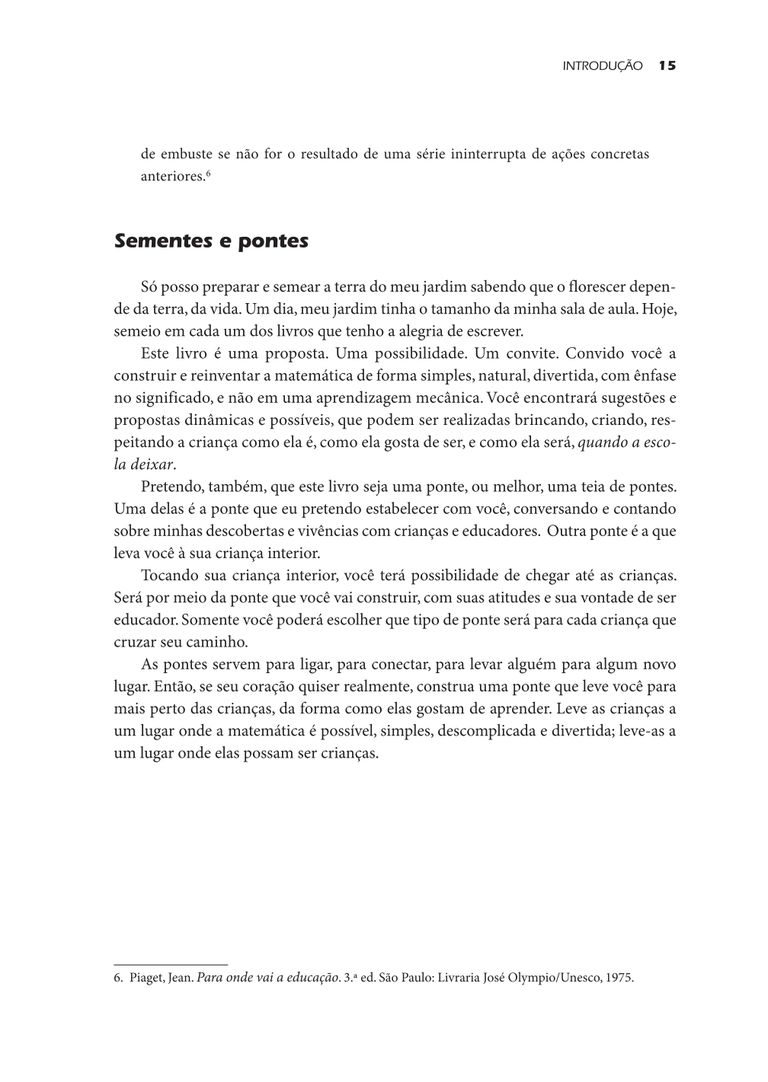 INTRODUÇÃO 15
de embuste se não for o resultado de uma série ininterrupta de ações concretas
anteriores.⁶
Sementes e pontes
Só posso preparar e semear a terra do meu jardim sabendo que o florescer depen-
de da terra, da vida. Um dia, meu jardim tinha o tamanho da minha sala de aula. Hoje,
semeio em cada um dos livros que tenho a alegria de escrever.
Este livro é uma proposta. Uma possibilidade. Um convite. Convido você a
construir e reinventar a matemática de forma simples, natural, divertida, com ênfase
no significado, e não em uma aprendizagem mecânica. Você encontrará sugestões e
propostas dinâmicas e possíveis, que podem ser realizadas brincando, criando, res-
peitando a criança como ela é, como ela gosta de ser, e como ela será, quando a esco-
la deixar.
Pretendo, também, que este livro seja uma ponte, ou melhor, uma teia de pontes.
Uma delas é a ponte que eu pretendo estabelecer com você, conversando e contando
sobre minhas descobertas e vivências com crianças e educadores. Outra ponte é a que
leva você à sua criança interior.
Tocando sua criança interior, você terá possibilidade de chegar até as crianças.
Será por meio da ponte que você vai construir, com suas atitudes e sua vontade de ser
educador. Somente você poderá escolher que tipo de ponte será para cada criança que
cruzar seu caminho.
As pontes servem para ligar, para conectar, para levar alguém para algum novo
lugar. Então, se seu coração quiser realmente, construa uma ponte que leve você para
mais perto das crianças, da forma como elas gostam de aprender. Leve as crianças a
um lugar onde a matemática é possível, simples, descomplicada e divertida; leve-as a
um lugar onde elas possam ser crianças.
6. Piaget, Jean. Para onde vai a educação. 3.ª ed. São Paulo: Livraria José Olympio/Unesco, 1975.